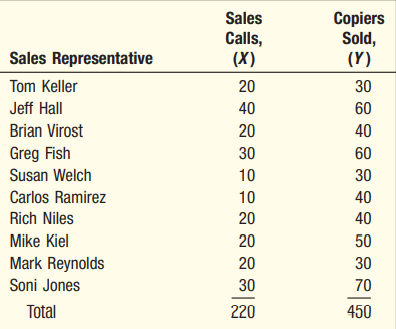 Sales Copiers
Calls, Sold,
Sales Representative (X) (Y)
Tom Keller 20 30
Jeff Hall 40 60
Brian Virost 20 40
Greg Fish 30 60
Susan Welch 10 30
Carlos Ramirez 10 40
Rich Niles 20 40
Mike Kiel 20 50
Mark Reynolds 20 30
Soni Jones 30 70
Total 220 450